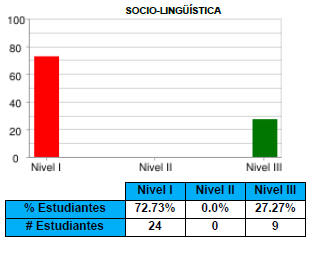 SOCIO-LINGÜÍSTICA
100
80
60
40
20
0
Nivel I Nivel II Nivel III
Nivel I Nivel II Nivel III
% Estudiantes 72.73% 0.0% 27.27%
# Estudiantes 24 0 9